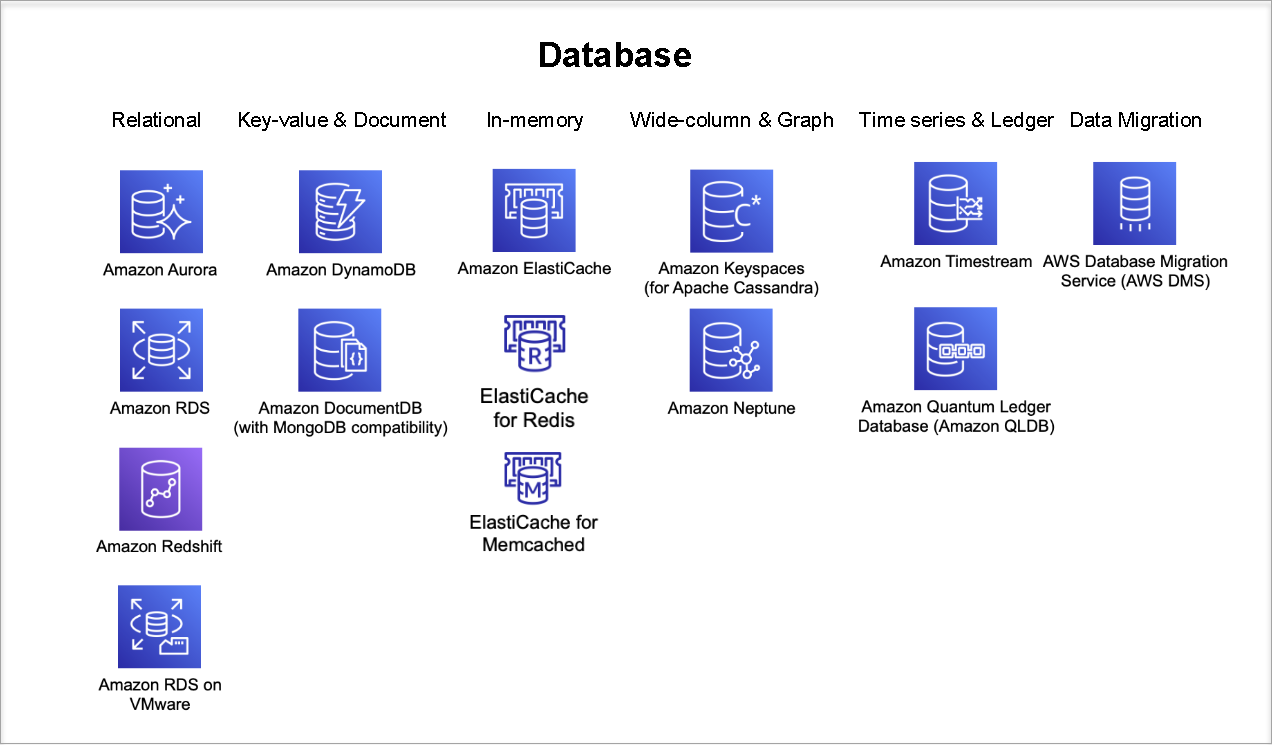 Database
Relational
Key-value & Document
In-memory
Wide-column & Graph
Time series & Ledger
Data Migration
Amazon Aurora
Amazon DynamoDB
Amazon ElastiCache
C*
Amazon Keyspaces
(for Apache Cassandra)
Amazon Timestream
AWS Database Migration
Service (AWS DMS)
Amazon RDS
{}
Amazon DocumentDB
(with MongoDB compatibility)
R
ElastiCache
for Redis
Amazon Neptune
Amazon Quantum Ledger
Database (Amazon QLDB)
Amazon Redshift
M
ElastiCache for
Memcached
Amazon RDS on
VMware